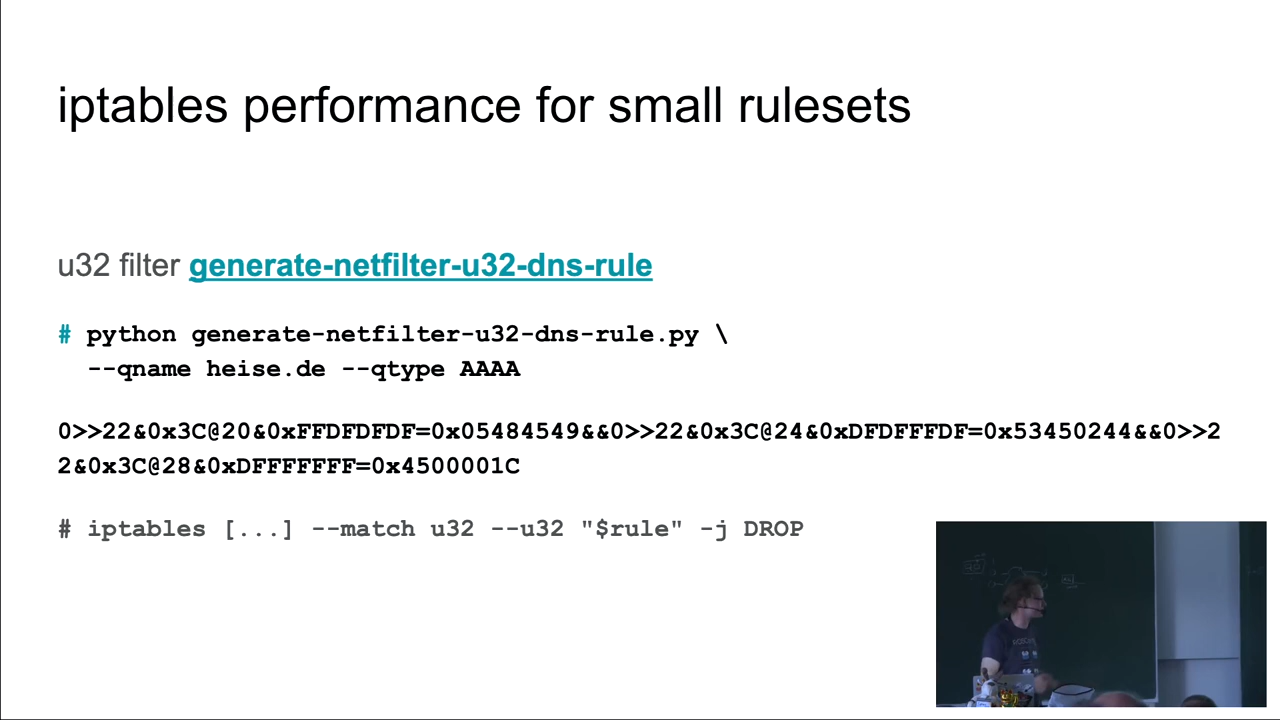 iptables performance for small rulesets
u32 filter generate-netfilter-u32-dns-rule
# python generate-netfilter-u32-dns-rule.py \
--qname heise.de --qtype AAAA
0>>22&0x3C@20&0xFFDFDFDF=0x05484549&&0>>22&0x3C@24&0xDFDFFFDF=0x53450244&&0>>2
2&0x3C@28&0xDFFFFFFF=0x4500001C
# iptables [...] --match u32 --u32 "$rule" -j DROP